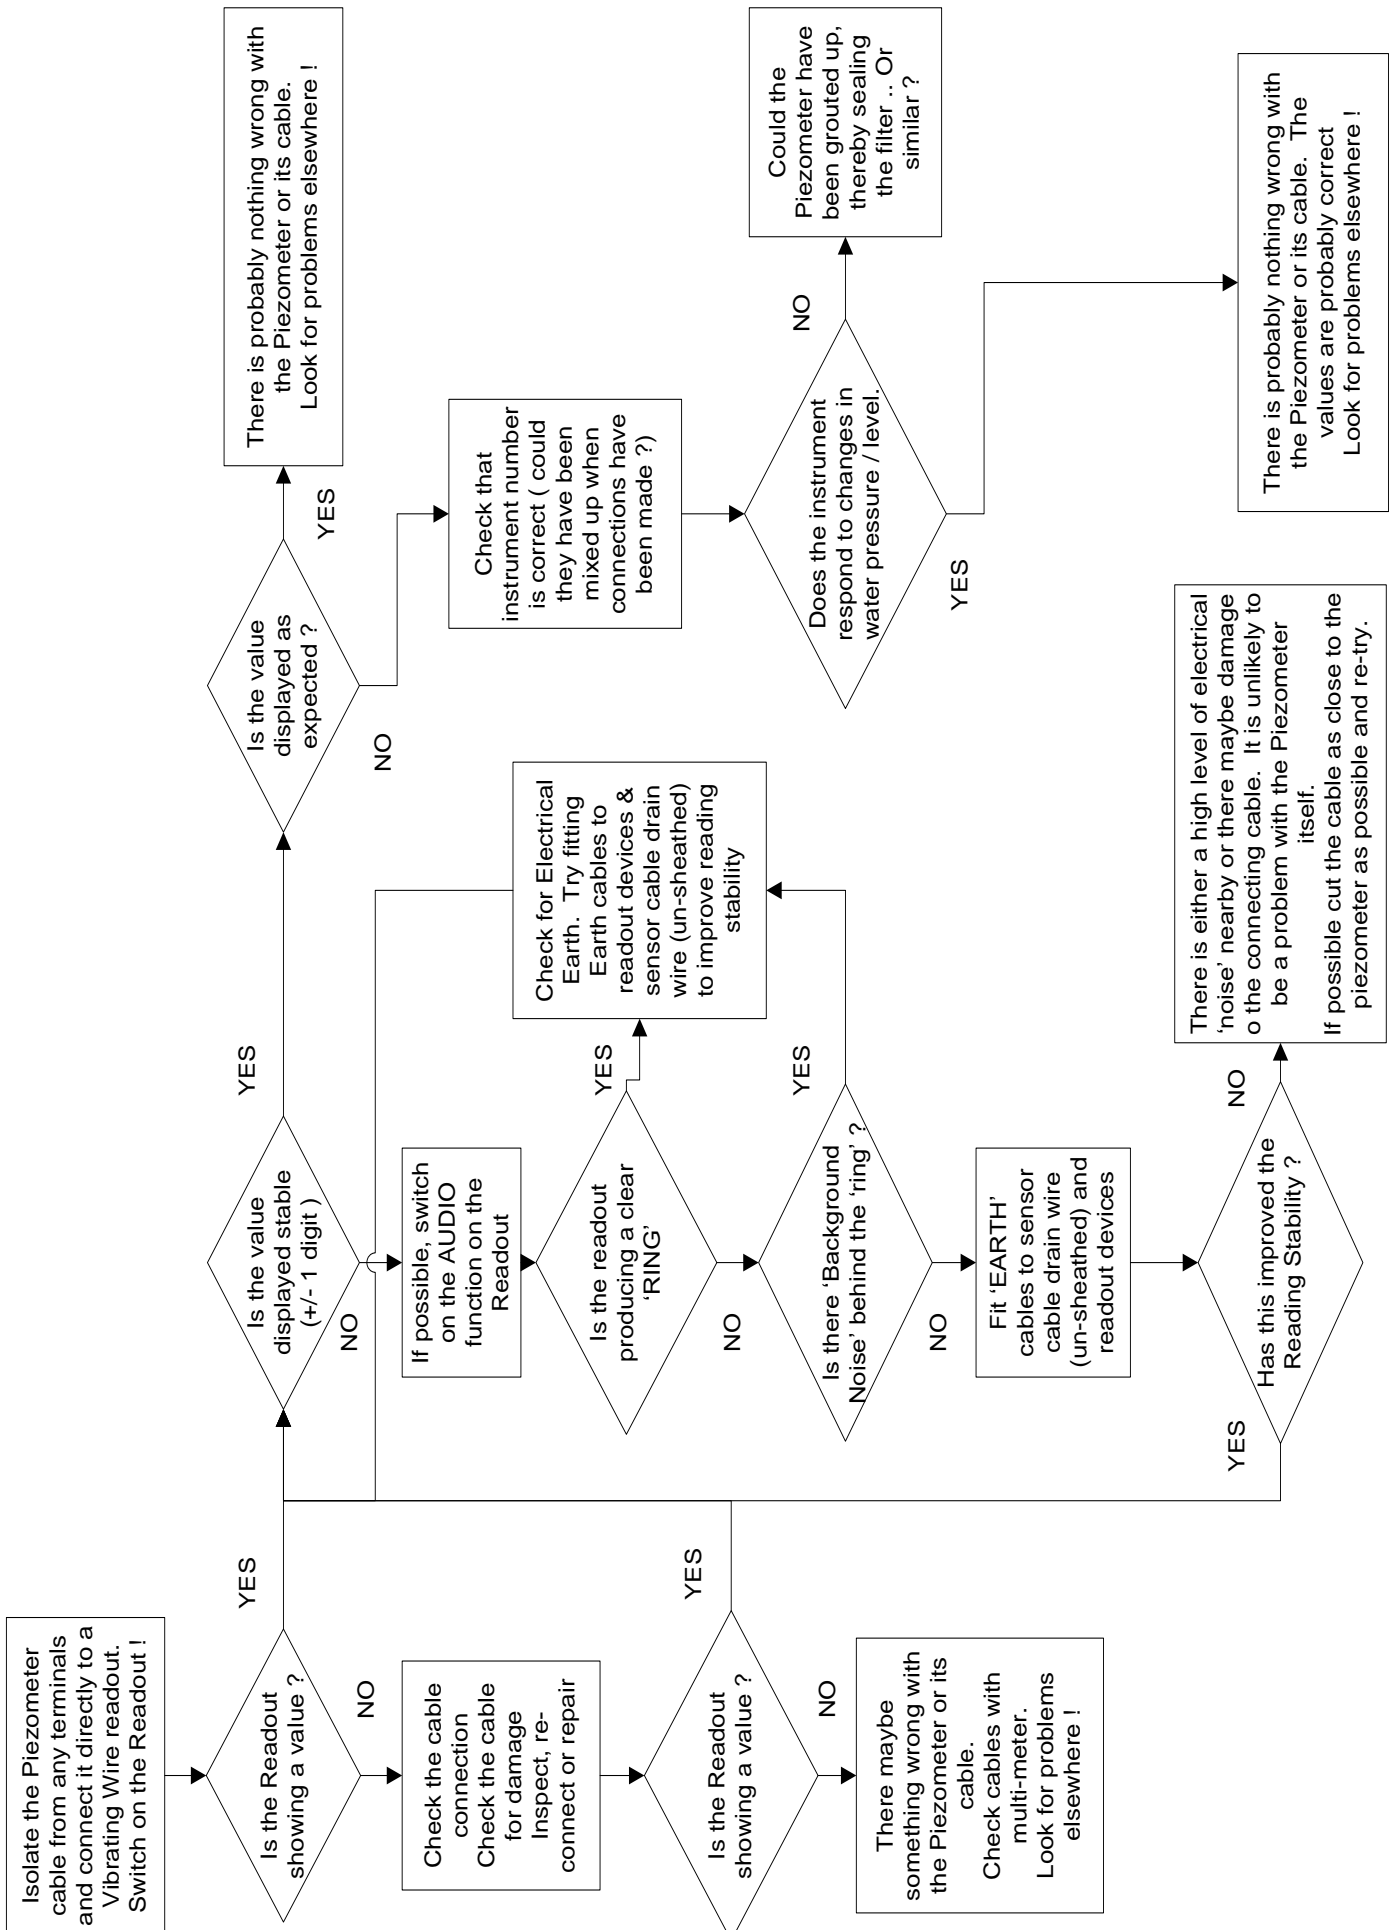 Isolate the Piezometer
cable from any terminals
and connect it directly to a
Vibrating Wire readout.
Switch on the Readout !
Is the Readout
showing a value ?
YES
NO
Check the cable
connection
Check the cable
for damage
Inspect, re-
connect or repair
Is the Readout
showing a value ?
YES
NO
There maybe
something wrong with
the Piezometer or its
cable.
Check cables with
multi-meter.
Look for problems
elsewhere !
Is the value
displayed stable
(+/- 1 digit )
YES
NO
If possible, switch
on the AUDIO
function on the
Readout
Is the readout
producing a clear
‘RING’
YES
NO
Is there ‘Background
Noise’ behind the ‘ring’ ?
YES
NO
Fit ‘EARTH’
cables to sensor
cable drain wire
(un-sheathed) and
readout devices
Has this improved the
Reading Stability ?
YES
NO
Check for Electrical
Earth.  Try fitting
Earth cables to
readout devices &
sensor cable drain
wire (un-sheathed)
to improve reading
stability
There is either a high level of electrical
‘noise’ nearby or there maybe damage
o the connecting cable.  It is unlikely to
be a problem with the Piezometer
itself.
If possible cut the cable as close to the
piezometer as possible and re-try.
Is the value
displayed as
expected ?
YES
NO
There is probably nothing wrong with
the Piezometer or its cable.
Look for problems elsewhere !
Check that
instrument number
is correct ( could
they have been
mixed up when
connections have
been made ?)
Does the instrument
respond to changes in
water pressure / level.
NO
YES
Could the
Piezometer have
been grouted up,
thereby sealing
the filter .. Or
similar ?
There is probably nothing wrong with
the Piezometer or its cable.  The
values are probably correct
Look for problems elsewhere !